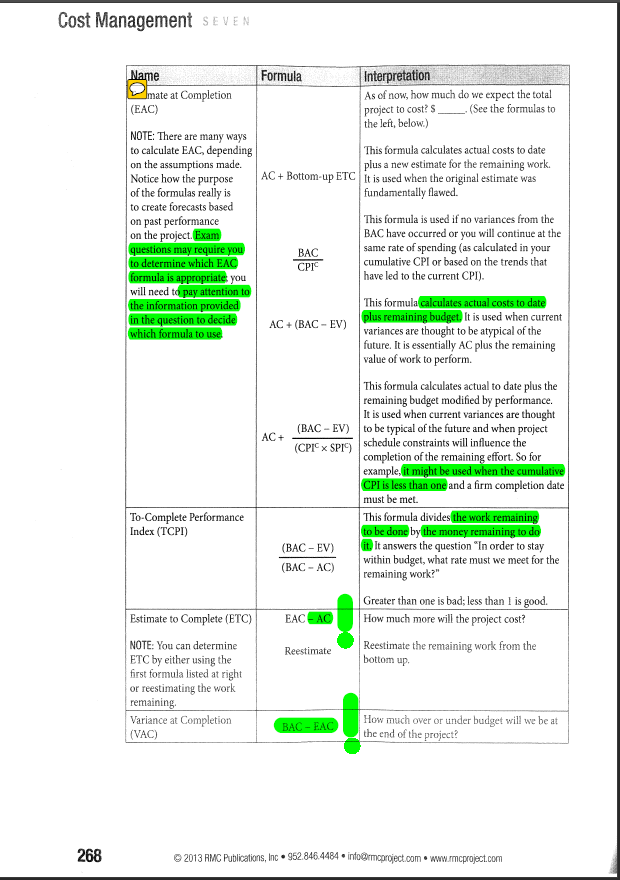 Cost Management SEVEN
Name
Formula
Interpretation
mate at Completion
(EAC)
NOTE: There are many ways
to calculate EAC, depending
on the assumptions made.
Notice how the purpose
of the formulas really is
to create forecasts based
on past performance
on the project. Exam
questions may require you
to determine which EAC
formula is appropriate; you
will need to pay attention to
the information provided
in the question to decide
which formula to use.
As of now, how much do we expect the total
project to cost? $ _____. (See the formulas to
the left, below.)
AC + Bottom-up ETC
This formula calculates actual costs to date
plus a new estimate for the remaining work.
It is used when the original estimate was
fundamentally flawed.
BAC
CPIᶜ
This formula is used if no variances from the
BAC have occurred or you will continue at the
same rate of spending (as calculated in your
cumulative CPI or based on the trends that
have led to the current CPI).
AC + (BAC – EV)
This formula calculates actual costs to date
plus remaining budget. It is used when current
variances are thought to be atypical of the
future. It is essentially AC plus the remaining
value of work to perform.
AC + (BAC – EV)
(CPIᶜ x SPIᶜ)
This formula calculates actual to date plus the
remaining budget modified by performance.
It is used when current variances are thought
to be typical of the future and when project
schedule constraints will influence the
completion of the remaining effort. So for
example, it might be used when the cumulative
CPI is less than one and a firm completion date
must be met.
To-Complete Performance
Index (TCPI)
(BAC – EV)
(BAC – AC)
This formula divides the work remaining
to be done by the money remaining to do
it. It answers the question “In order to stay
within budget, what rate must we meet for the
remaining work?”
Greater than one is bad; less than 1 is good.
Estimate to Complete (ETC)
NOTE: You can determine
ETC by either using the
first formula listed at right
or reestimating the work
remaining.
EAC – AC
How much more will the project cost?
Reestimate
Reestimate the remaining work from the
bottom up.
Variance at Completion
(VAC)
BAC – EAC
How much over or under budget will we be at
the end of the project?
268
© 2013 RMC Publications, Inc • 952.846.4484 • info@rmcproject.com • www.rmcproject.com